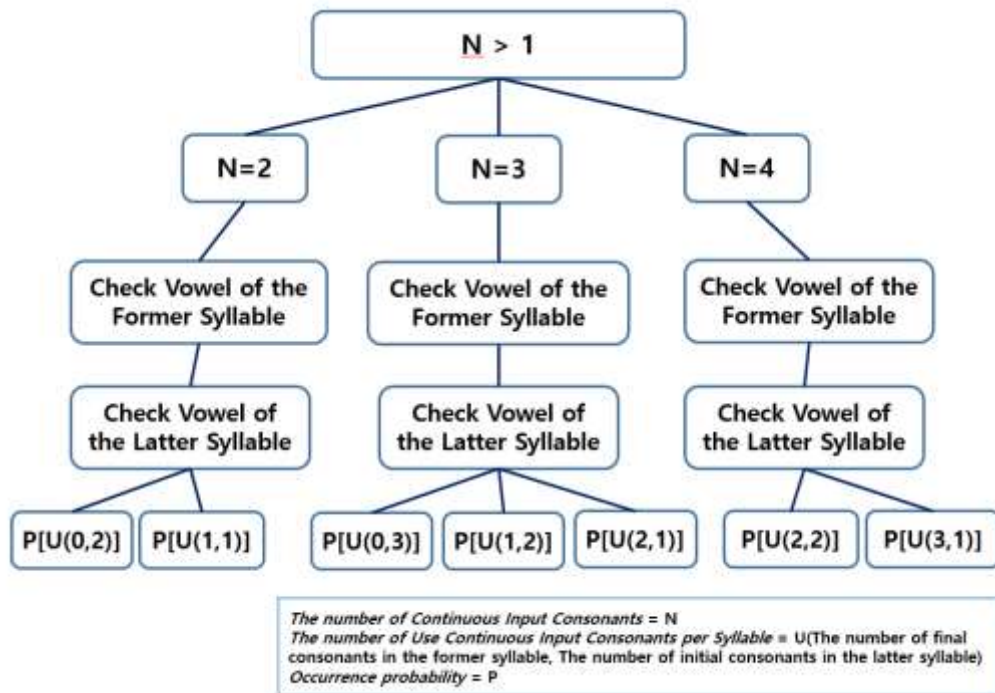 N > 1
N=2
N=3
N=4
Check Vowel of the
Former Syllable
Check Vowel of the
Former Syllable
Check Vowel of the
Former Syllable
Check Vowel of
the Latter Syllable
Check Vowel of
the Latter Syllable
Check Vowel of
the Latter Syllable
P[U(0,2)]
P[U(1,1)]
P[U(0,3)]
P[U(1,2)]
P[U(2,1)]
P[U(2,2)]
P[U(3,1)]
The number of Continuous Input Consonants = N
The number of Use Continuous Input Consonants per Syllable = U(The number of final
consonants in the former syllable, The number of initial consonants in the latter syllable)
Occurrence probability = P